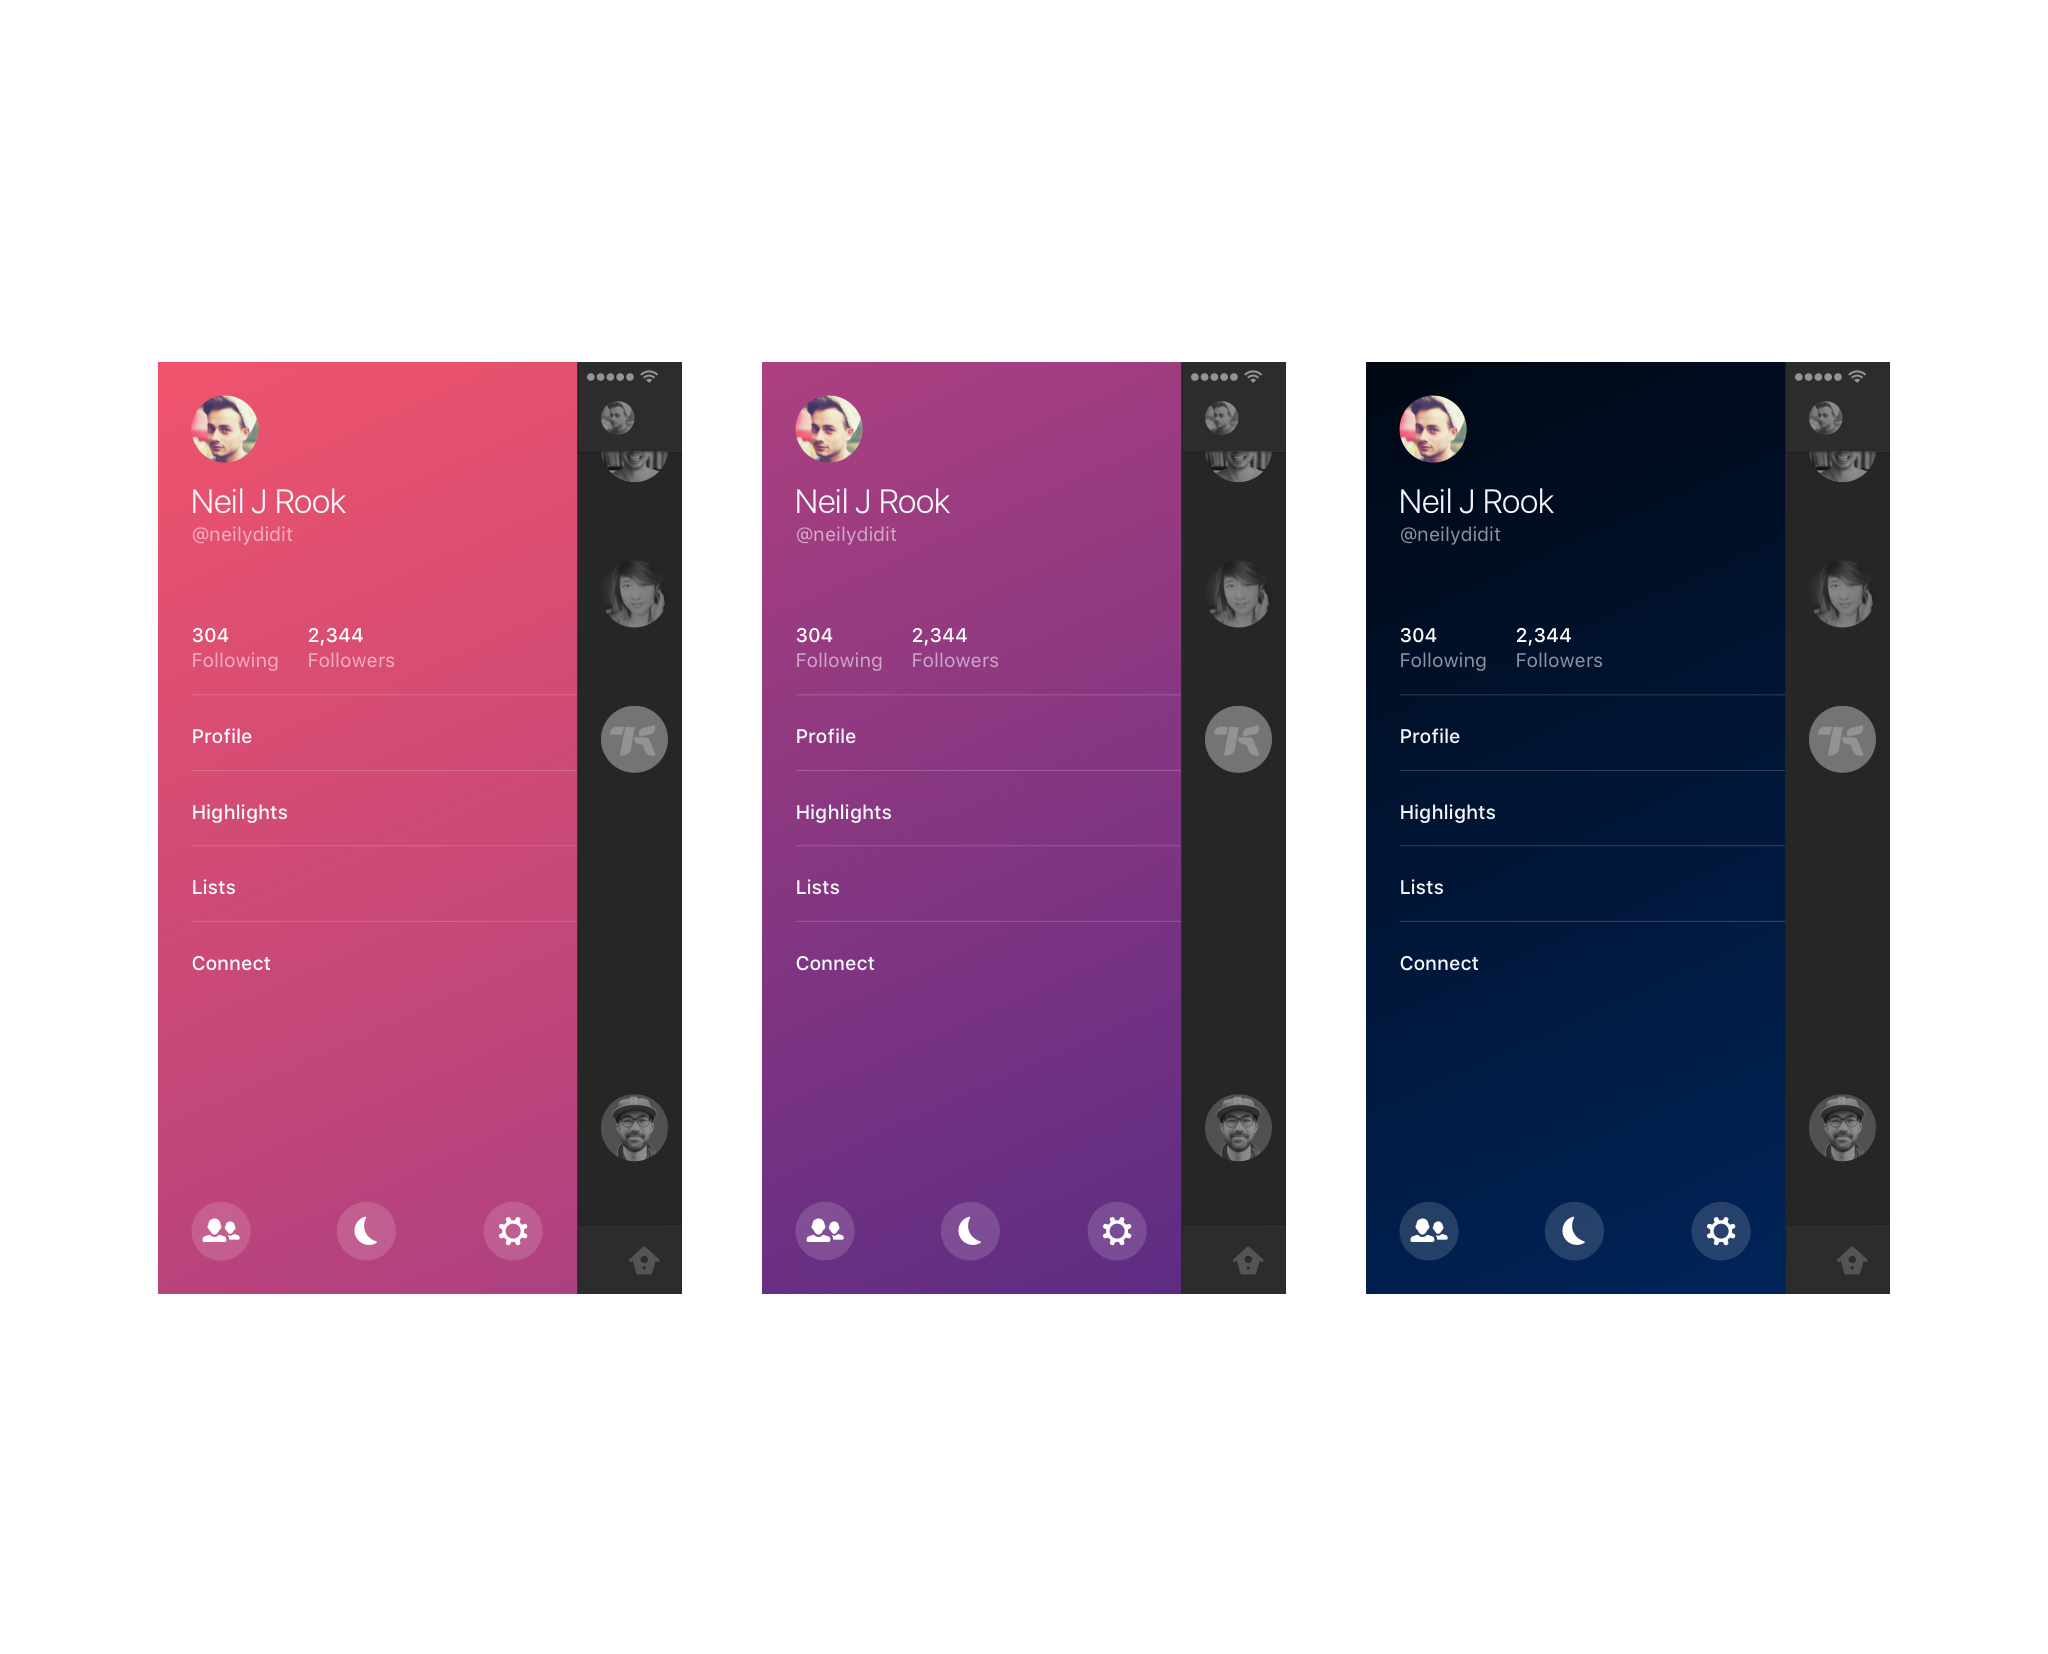 Neil J Rook
@neilydidit
304 2,344
Following Followers
Profile
Highlights
Lists
Connect
Neil J Rook
@neilydidit
304 2,344
Following Followers
Profile
Highlights
Lists
Connect
Neil J Rook
@neilydidit
304 2,344
Following Followers
Profile
Highlights
Lists
Connect